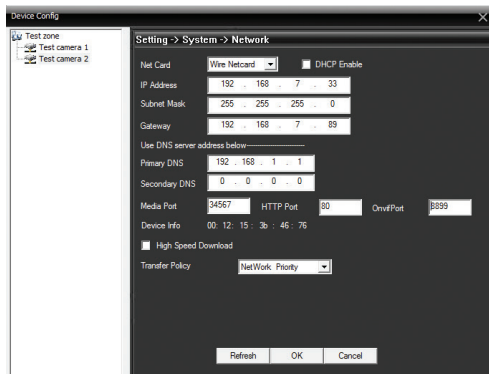 Device Config
Test zone
Test camera 1
Test camera 2
Setting -> System -> Network
Net Card Wire Netcard DHCP Enable
IP Address 192 . 168 . 7 . 33
Subnet Mask 255 . 255 . 255 . 0
Gateway 192 . 168 . 7 . 89
Use DNS server address below
Primary DNS 192 . 168 . 1 . 1
Secondary DNS 0 . 0 . 0 . 0
Media Port 34567 HTTP Port 80 OnvifPort 8899
Device Info 00: 12: 15 : 3b : 46 : 76
High Speed Download
Transfer Policy NetWork Priority
Refresh OK Cancel